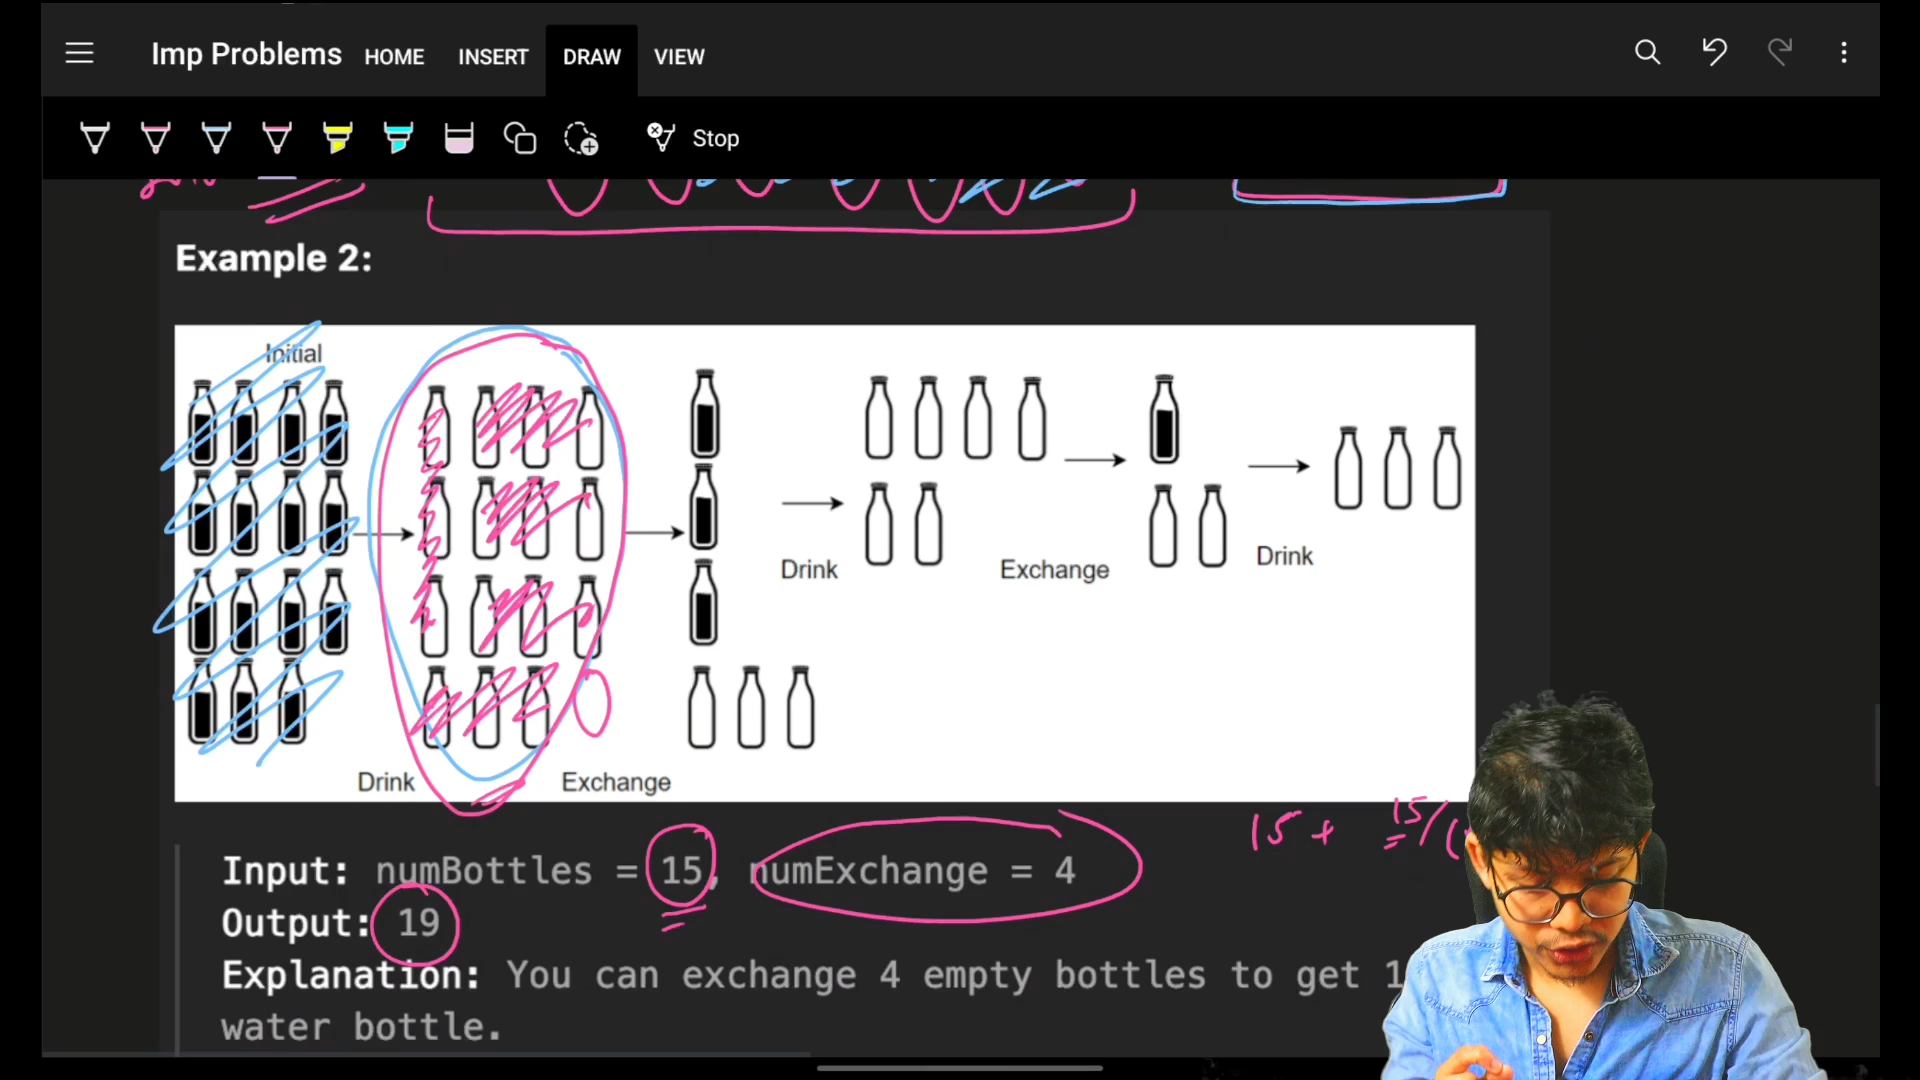 Imp Problems HOME INSERT DRAW VIEW
Stop
Example 2:
Initial
Drink
Exchange
Drink
Exchange
Drink
15 + 15/(
Input: numBottles = 15, numExchange = 4
Output: 19
Explanation: You can exchange 4 empty bottles to get 1
water bottle.